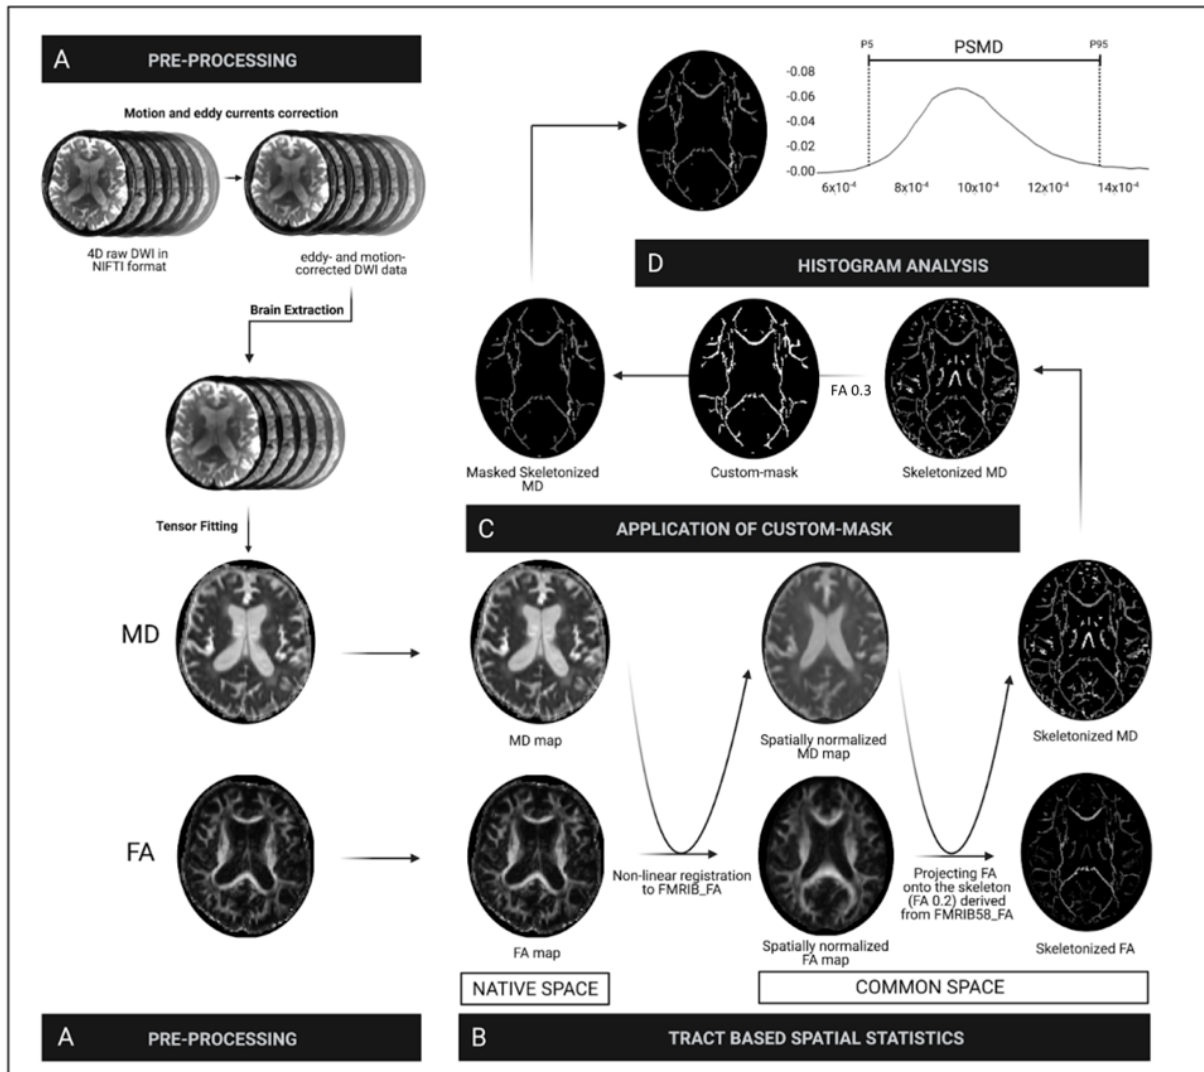 A PRE-PROCESSING
Motion and eddy currents correction
4D raw DWI in
NIFTI format
eddy- and motion-
corrected DWI data
Brain Extraction
Tensor Fitting
MD
FA
P5
PSMD
P95
-0.08
-0.06
-0.04
-0.02
-0.00
6x10-4
8x10-4
10x10-4
12x10-4
14x10-4
D HISTOGRAM ANALYSIS
FA 0.3
Masked Skeletonized
MD
Custom-mask
Skeletonized MD
C APPLICATION OF CUSTOM-MASK
MD map
Spatially normalized
MD map
Skeletonized MD
Non-linear registration
to FMRIB_FA
Projecting FA
onto the skeleton
(FA 0.2) derived
from FMRIB58_FA
FA map
Spatially normalized
FA map
Skeletonized FA
NATIVE SPACE
COMMON SPACE
A PRE-PROCESSING
B TRACT BASED SPATIAL STATISTICS